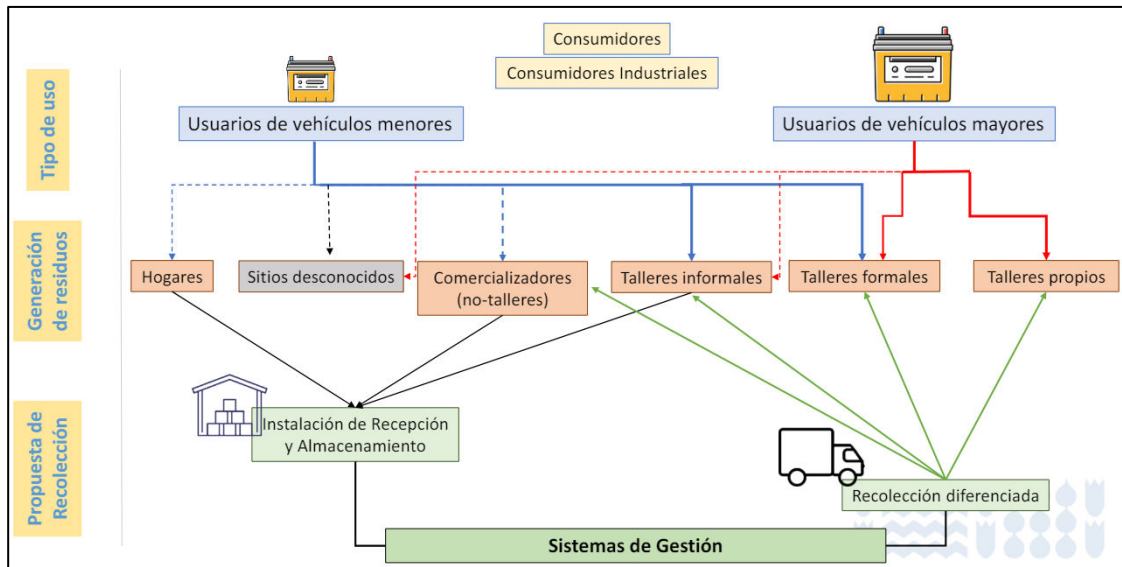 Consumidores
Consumidores Industriales
Tipo de uso
Usuarios de vehículos menores
Usuarios de vehículos mayores
Generación
de residuos
Hogares
Sitios desconocidos
Comercializadores
(no-talleres)
Talleres informales
Talleres formales
Talleres propios
Propuesta de
Recolección
Instalación de Recepción
y Almacenamiento
Recolección diferenciada
Sistemas de Gestión